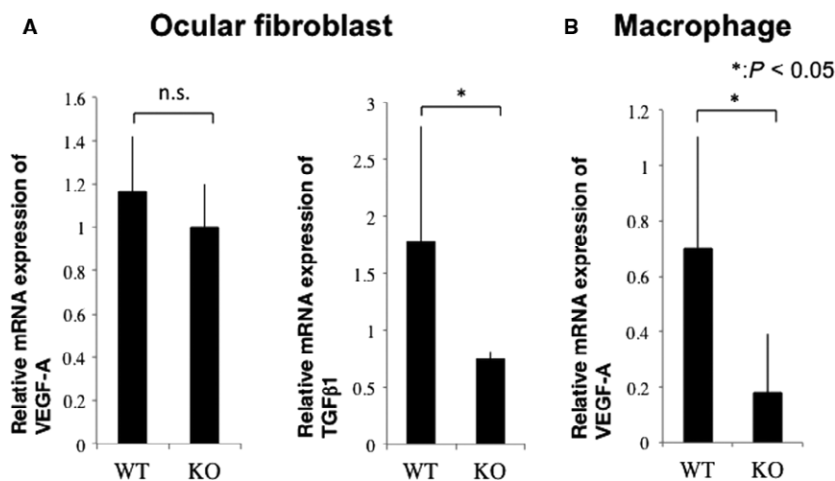 A
Ocular fibroblast
B
Macrophage
*:P < 0.05
Relative mRNA expression of
VEGF-A
1.6
1.4
1.2
1
0.8
0.6
0.4
0.2
0
n.s.
WT
KO
Relative mRNA expression of
TGFβ1
3
2.5
2
1.5
1
0.5
0
*
WT
KO
Relative mRNA expression of
VEGF-A
1.2
1
0.8
0.6
0.4
0.2
0
*
WT
KO